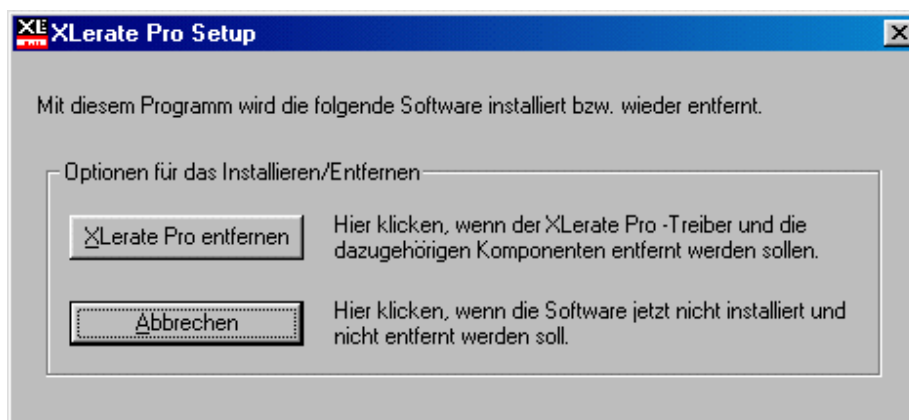 XLerate Pro Setup
Mit diesem Programm wird die folgende Software installiert bzw. wieder entfernt.
Optionen für das Installieren/Entfernen
XLerate Pro entfernen
Hier klicken, wenn der XLerate Pro -Treiber und die
dazugehörigen Komponenten entfernt werden sollen.
Abbrechen
Hier klicken, wenn die Software jetzt nicht installiert und
nicht entfernt werden soll.